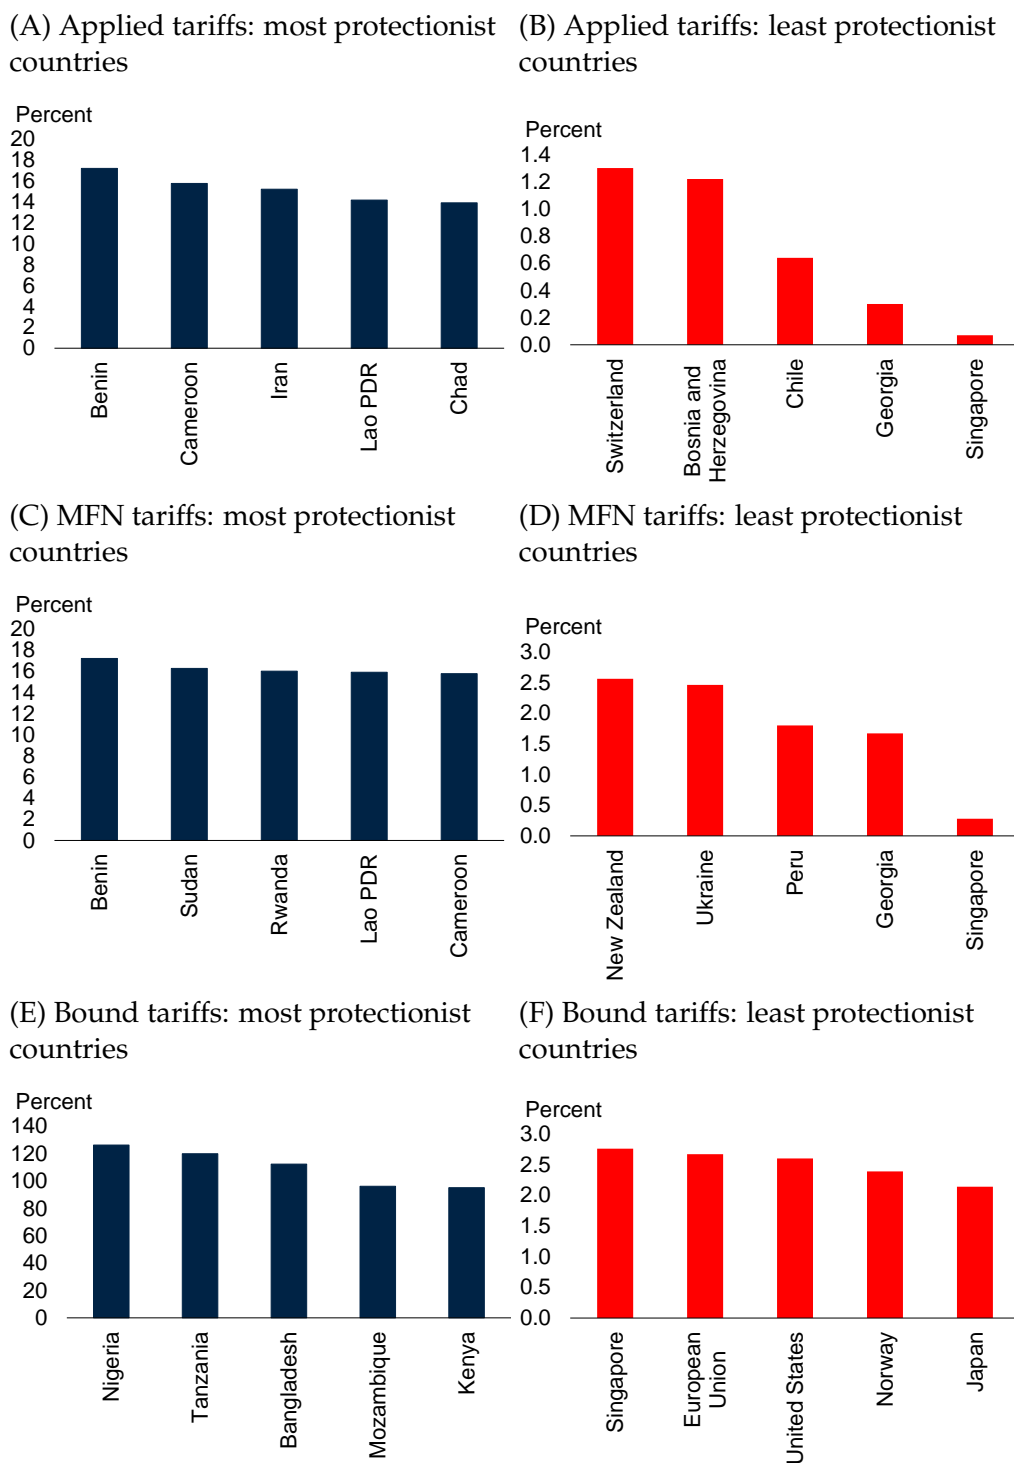 (A) Applied tariffs: most protectionist
countries
Percent
20
18
16
14
12
10
8
6
4
2
0
Benin
Cameroon
Iran
Lao PDR
Chad
(B) Applied tariffs: least protectionist
countries
Percent
1.4
1.2
1.0
0.8
0.6
0.4
0.2
0.0
Switzerland
Bosnia and
Herzegovina
Chile
Georgia
Singapore
(C) MFN tariffs: most protectionist
countries
Percent
20
18
16
14
12
10
8
6
4
2
0
Benin
Sudan
Rwanda
Lao PDR
Cameroon
(D) MFN tariffs: least protectionist
countries
Percent
3.0
2.5
2.0
1.5
1.0
0.5
0.0
New Zealand
Ukraine
Peru
Georgia
Singapore
(E) Bound tariffs: most protectionist
countries
Percent
140
120
100
80
60
40
20
0
Nigeria
Tanzania
Bangladesh
Mozambique
Kenya
(F) Bound tariffs: least protectionist
countries
Percent
3.0
2.5
2.0
1.5
1.0
0.5
0.0
Singapore
European
Union
United States
Norway
Japan